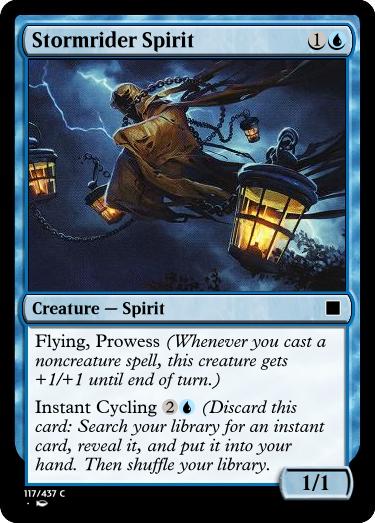 Stormrider Spirit 1
Creature — Spirit
Flying, Prowess (Whenever you cast a
noncreature spell, this creature gets
+1/+1 until end of turn.)
Instant Cycling 2 (Discard this
card: Search your library for an instant
card, reveal it, and put it into your
hand. Then shuffle your library.
1/1
117/437 C